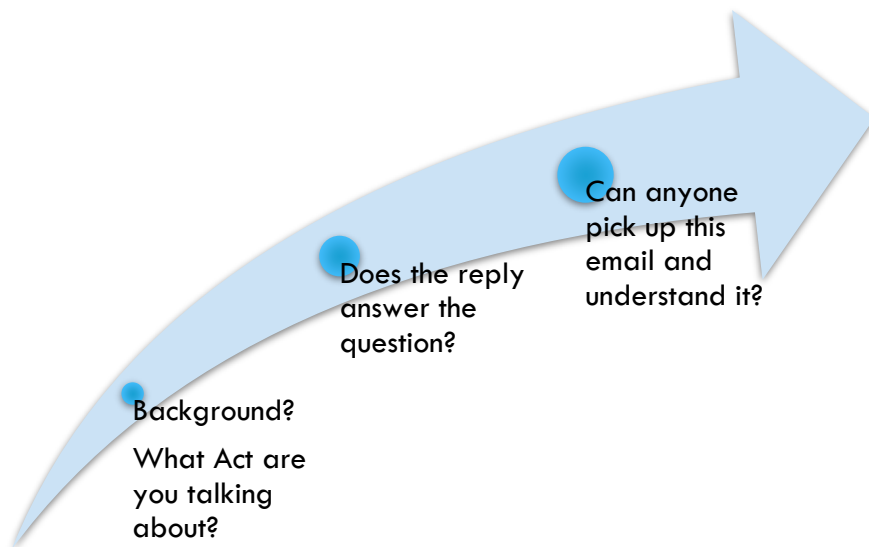 Background?
What Act are
you talking
about?
Does the reply
answer the
question?
Can anyone
pick up this
email and
understand it?